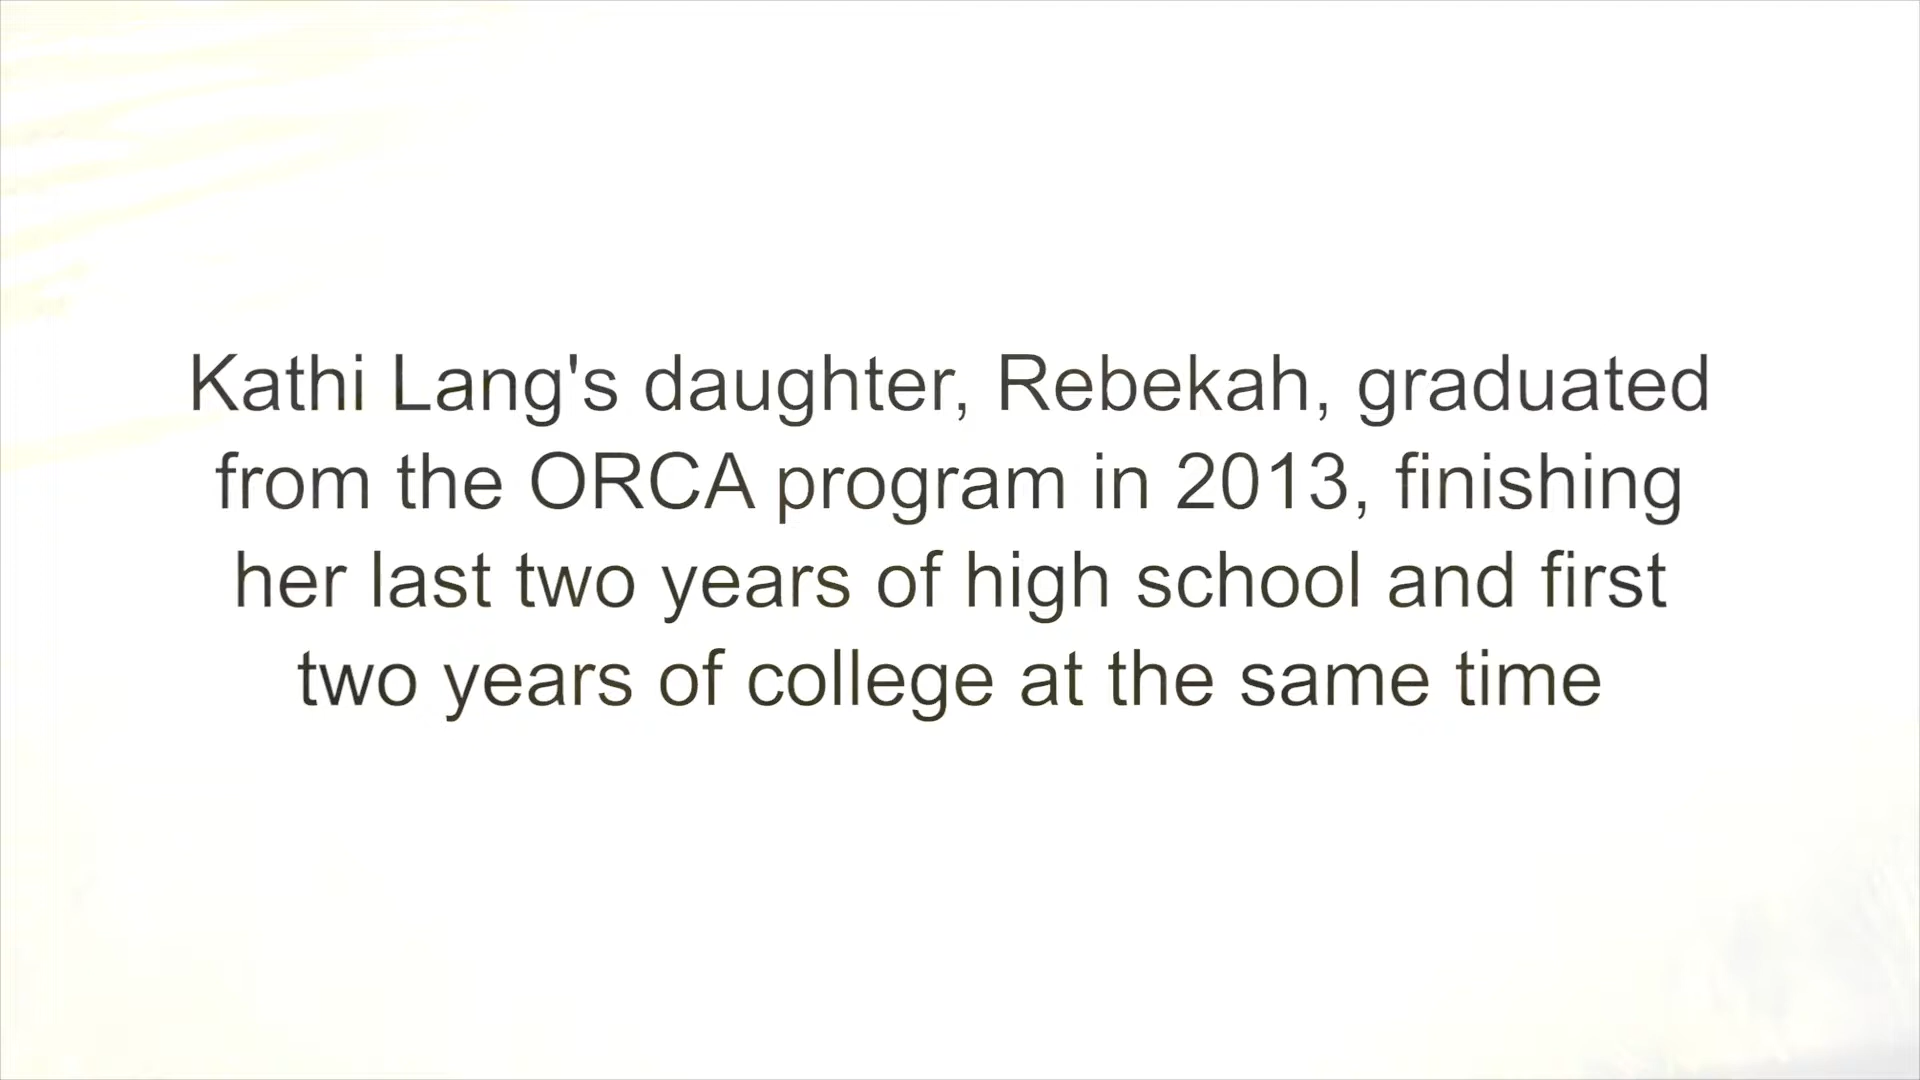 Kathi Lang's daughter, Rebekah, graduated
from the ORCA program in 2013, finishing
her last two years of high school and first
two years of college at the same time